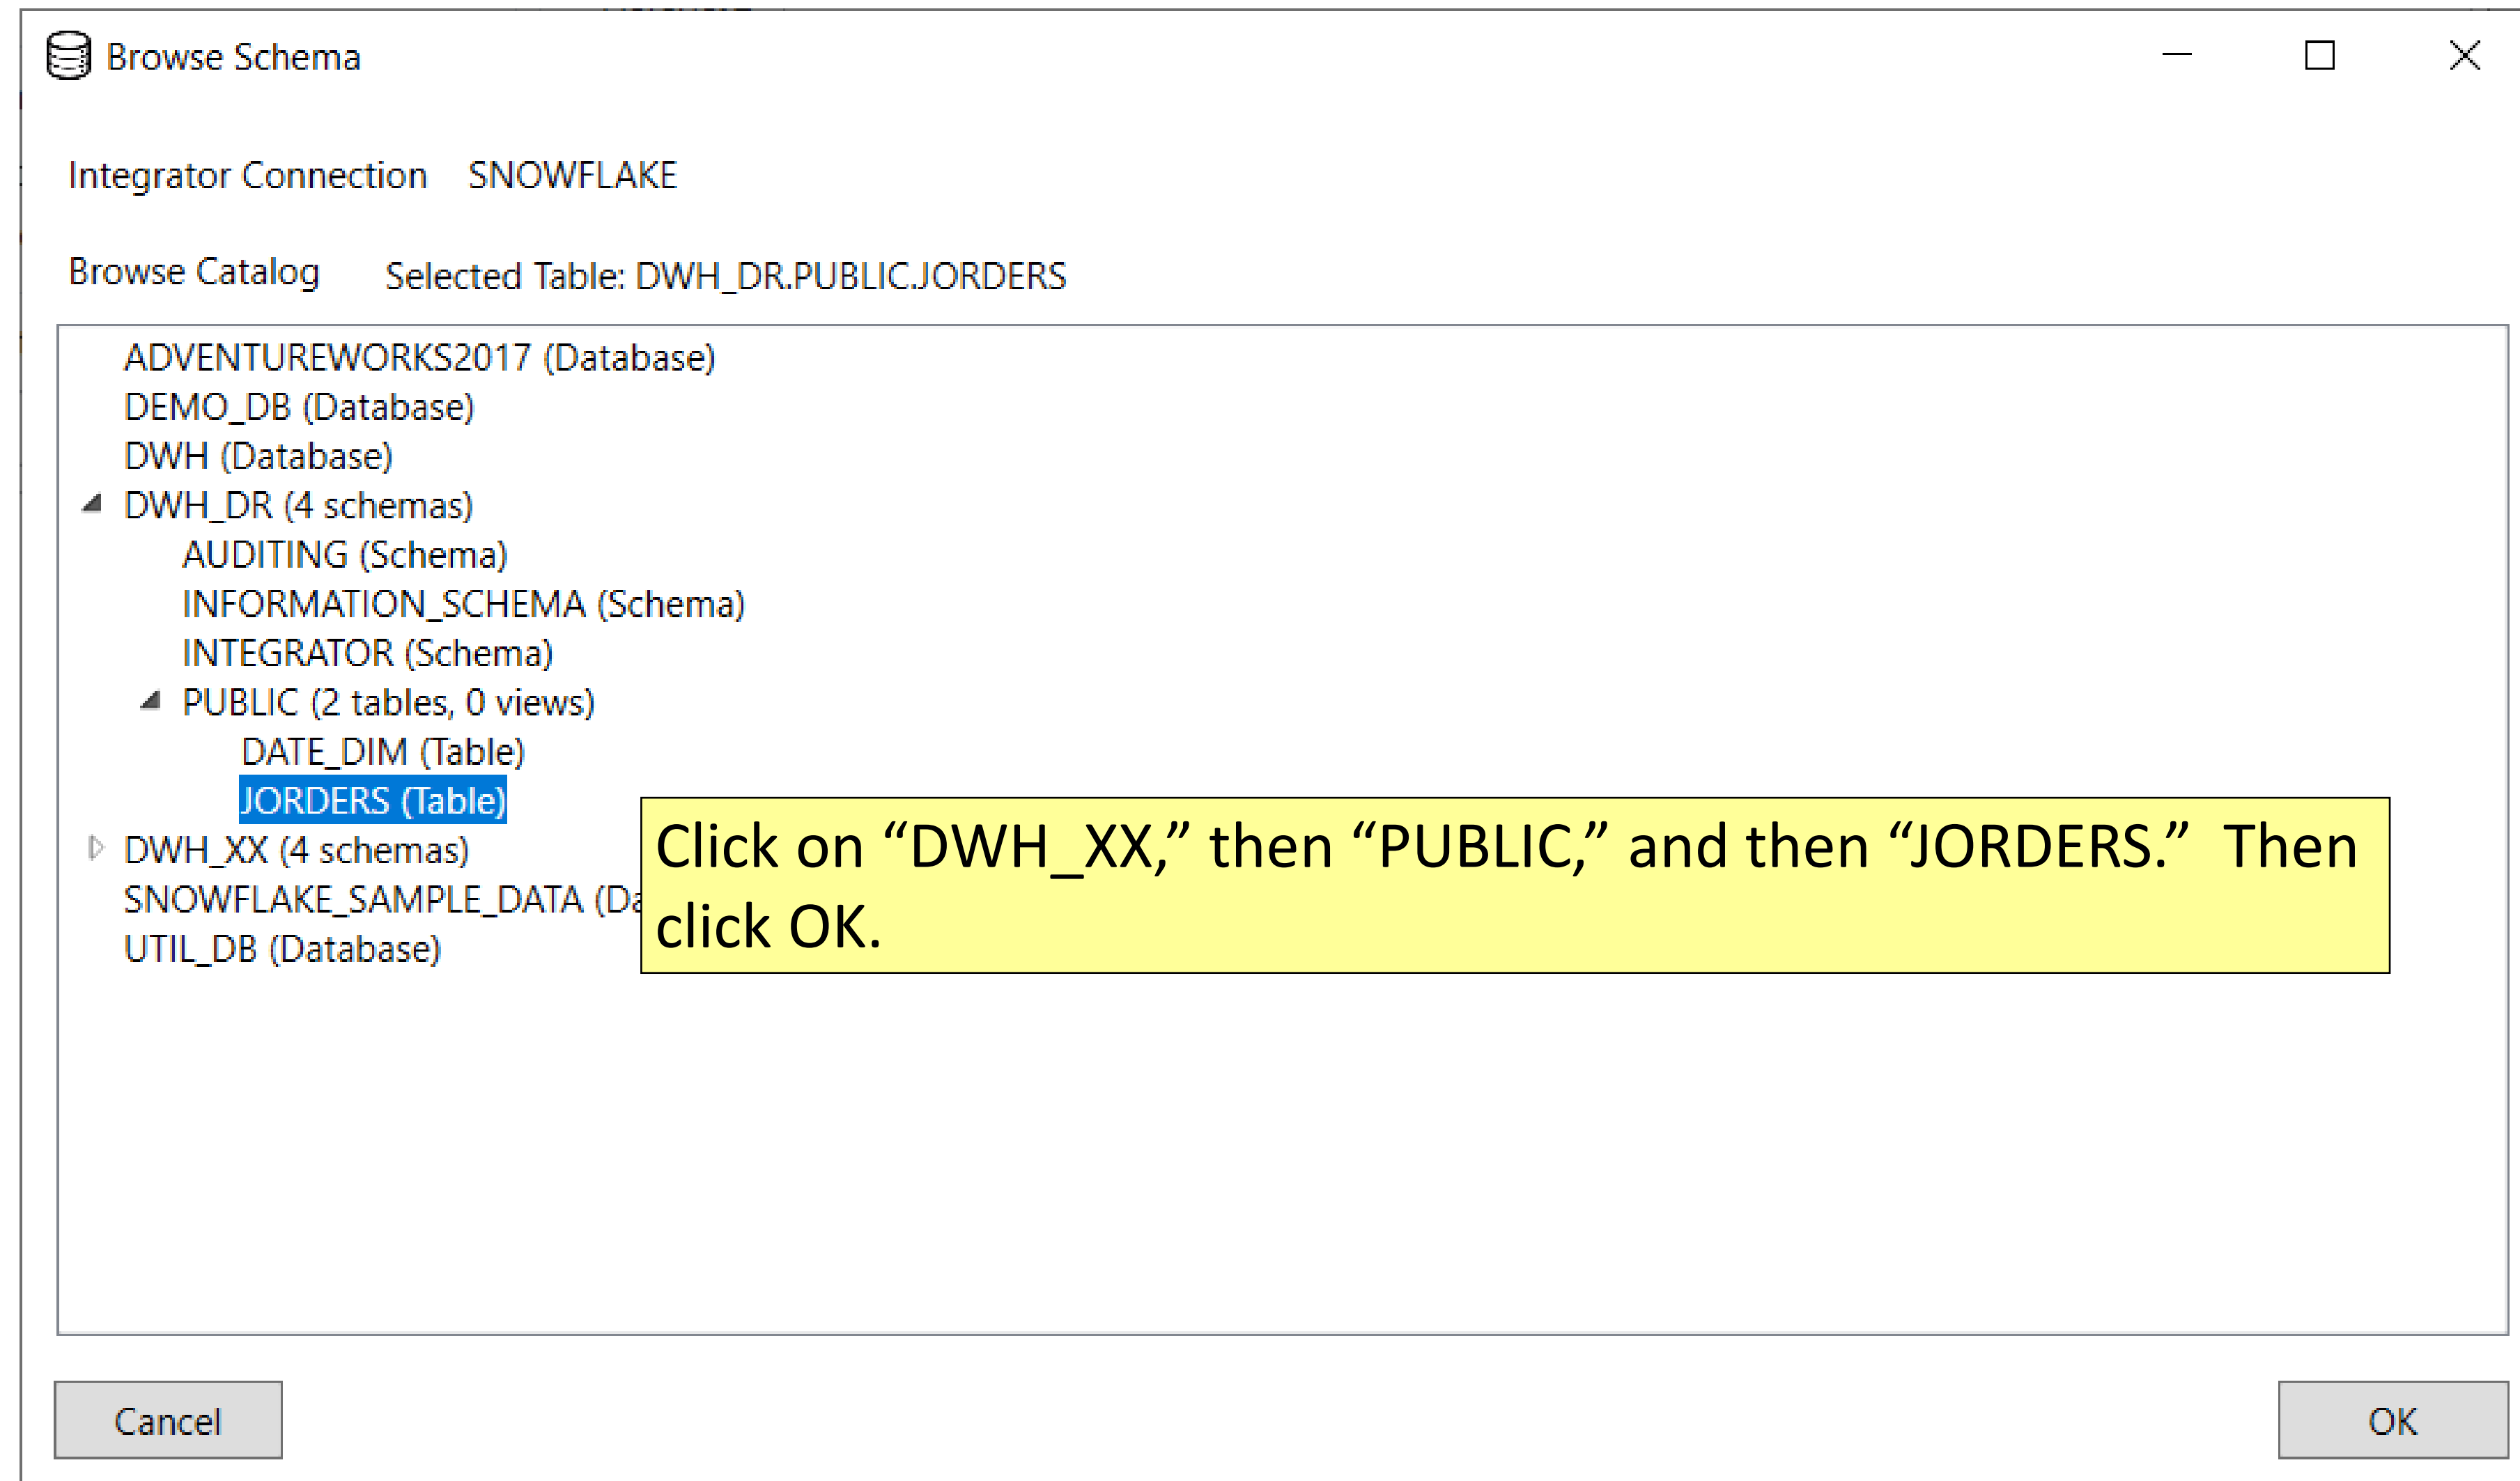 Browse Schema
Integrator Connection SNOWFLAKE
Browse Catalog Selected Table: DWH_DR.PUBLIC.JORDERS
ADVENTUREWORKS2017 (Database)
DEMO_DB (Database)
DWH (Database)
DWH_DR (4 schemas)
AUDITING (Schema)
INFORMATION_SCHEMA (Schema)
INTEGRATOR (Schema)
PUBLIC (2 tables, 0 views)
DATE_DIM (Table)
JORDERS (Table)
DWH_XX (4 schemas)
SNOWFLAKE_SAMPLE_DATA
UTIL_DB (Database)
Click on “DWH_XX,” then “PUBLIC,” and then “JORDERS.” Then
click OK.
Cancel
OK